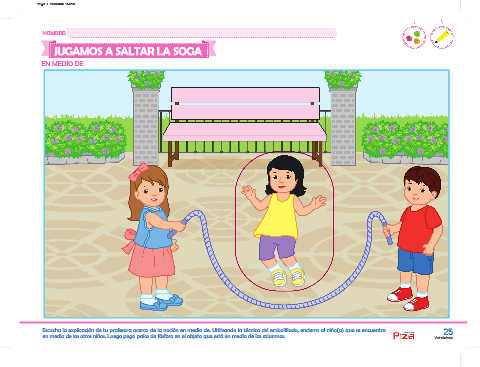 NOMBRE:
JUGAMOS A SALTAR LA SOGA
EN MEDIO DE
Escucha la explicación de tu profesora acerca de la noción en medio de. Utilizando la técnica del embolillado, encierra al niño(a) que se encuentra
en medio de los otros niños. Luego pega palos de fósforo en el objeto que está en medio de las columnas.
25